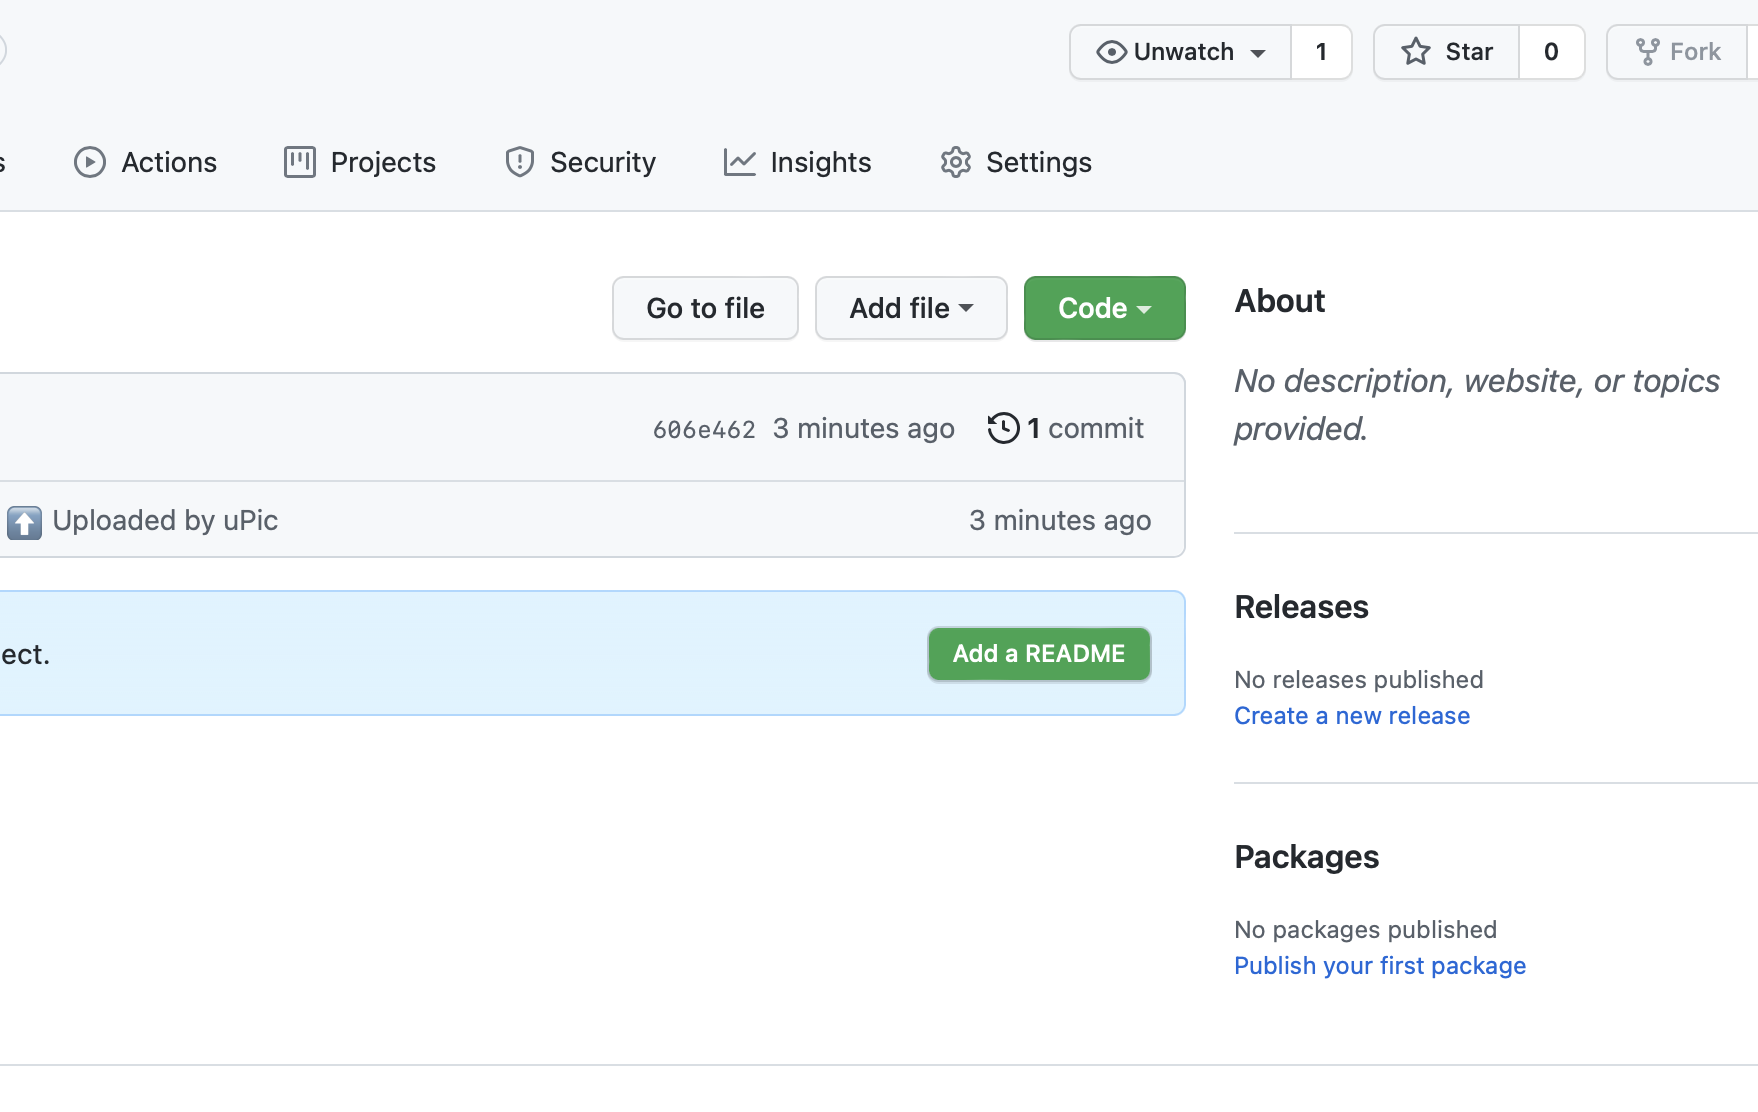 Unwatch 1 Star 0 Fork
s Actions Projects Security Insights Settings
Go to file Add file Code
About
No description, website, or topics
provided.
606e462 3 minutes ago 1 commit
Uploaded by uPic 3 minutes ago
ect. Add a README
Releases
No releases published
Create a new release
Packages
No packages published
Publish your first package